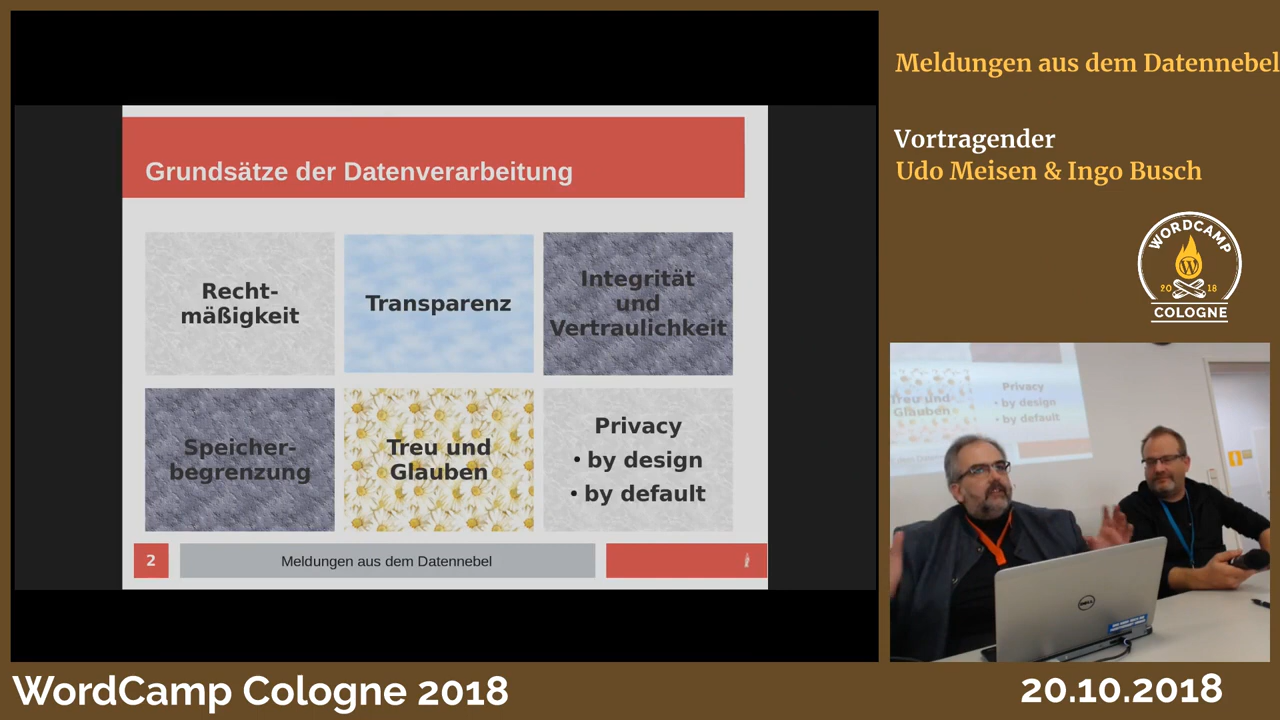 Grundsätze der Datenverarbeitung
Recht-
mäßigkeit
Transparenz
Integrität
und
Vertraulichkeit
Speicher-
begrenzung
Treu und
Glauben
Privacy
• by design
• by default
2
Meldungen aus dem Datennebel
Meldungen aus dem Datennebel
Vortragender
Udo Meisen & Ingo Busch
WORDCAMP
2018
COLOGNE
Treu und
Glauben
Privacy
• by design
• by default
DELL
WordCamp Cologne 2018
20.10.2018